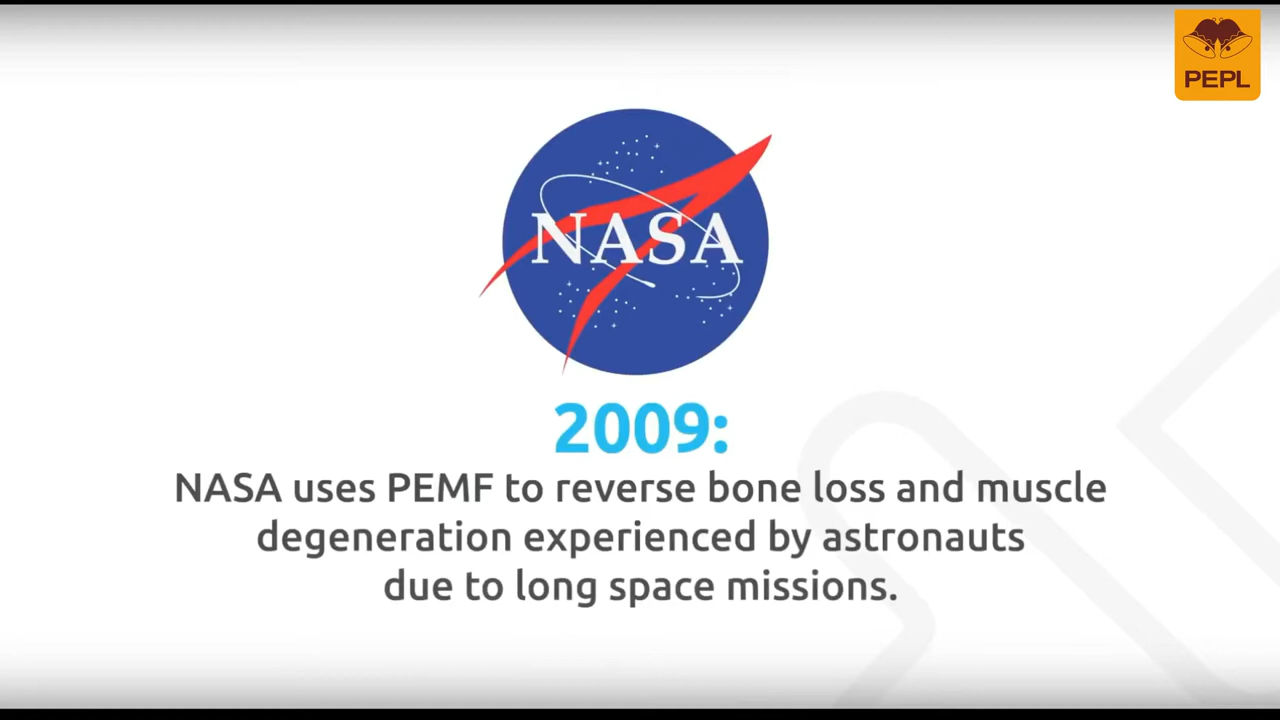 PEPL
NASA
2009:
NASA uses PEMF to reverse bone loss and muscle
degeneration experienced by astronauts
due to long space missions.